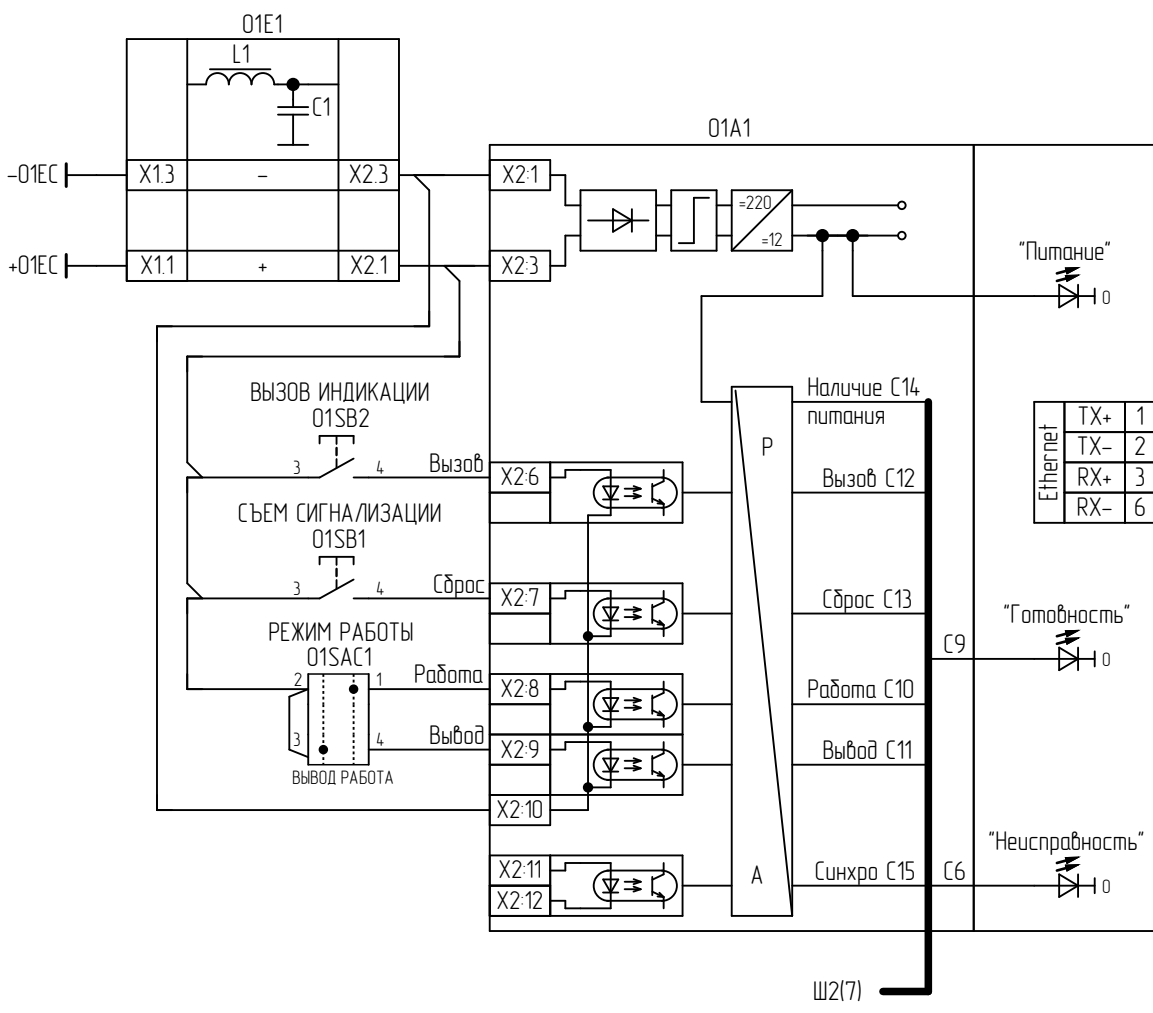 01E1
L1
C1
-01EC
X1.3
–
X2.3
+01EC
X1.1
+
X2.1
01A1
X2:1
X2:3
=220
=12
"Питание"
0
ВЫЗОВ ИНДИКАЦИИ
01SB2
3
4
Вызов
X2:6
СЪЕМ СИГНАЛИЗАЦИИ
01SB1
3
4
Сброс
X2:7
РЕЖИМ РАБОТЫ
01SAC1
2
1
Работа
X2:8
3
4
Вывод
X2:9
ВЫВОД РАБОТА
X2:10
X2:11
X2:12
P
A
Наличие C14
питания
Вызов C12
Сброс C13
Работа C10
Вывод C11
Синхро C15
C9
C6
Ethernet
TX+ 1
TX– 2
RX+ 3
RX– 6
"Готовность"
0
"Неисправность"
0
Ш2(7)